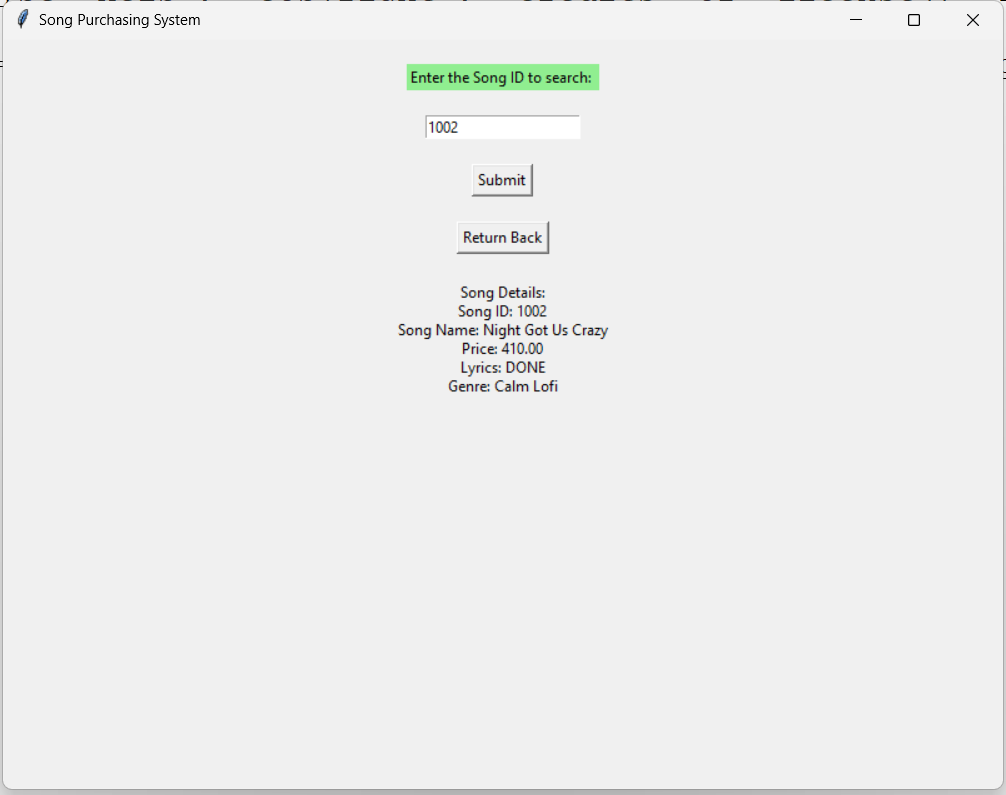 Song Purchasing System
Enter the Song ID to search:
1002
Submit
Return Back
Song Details:
Song ID: 1002
Song Name: Night Got Us Crazy
Price: 410.00
Lyrics: DONE
Genre: Calm Lofi